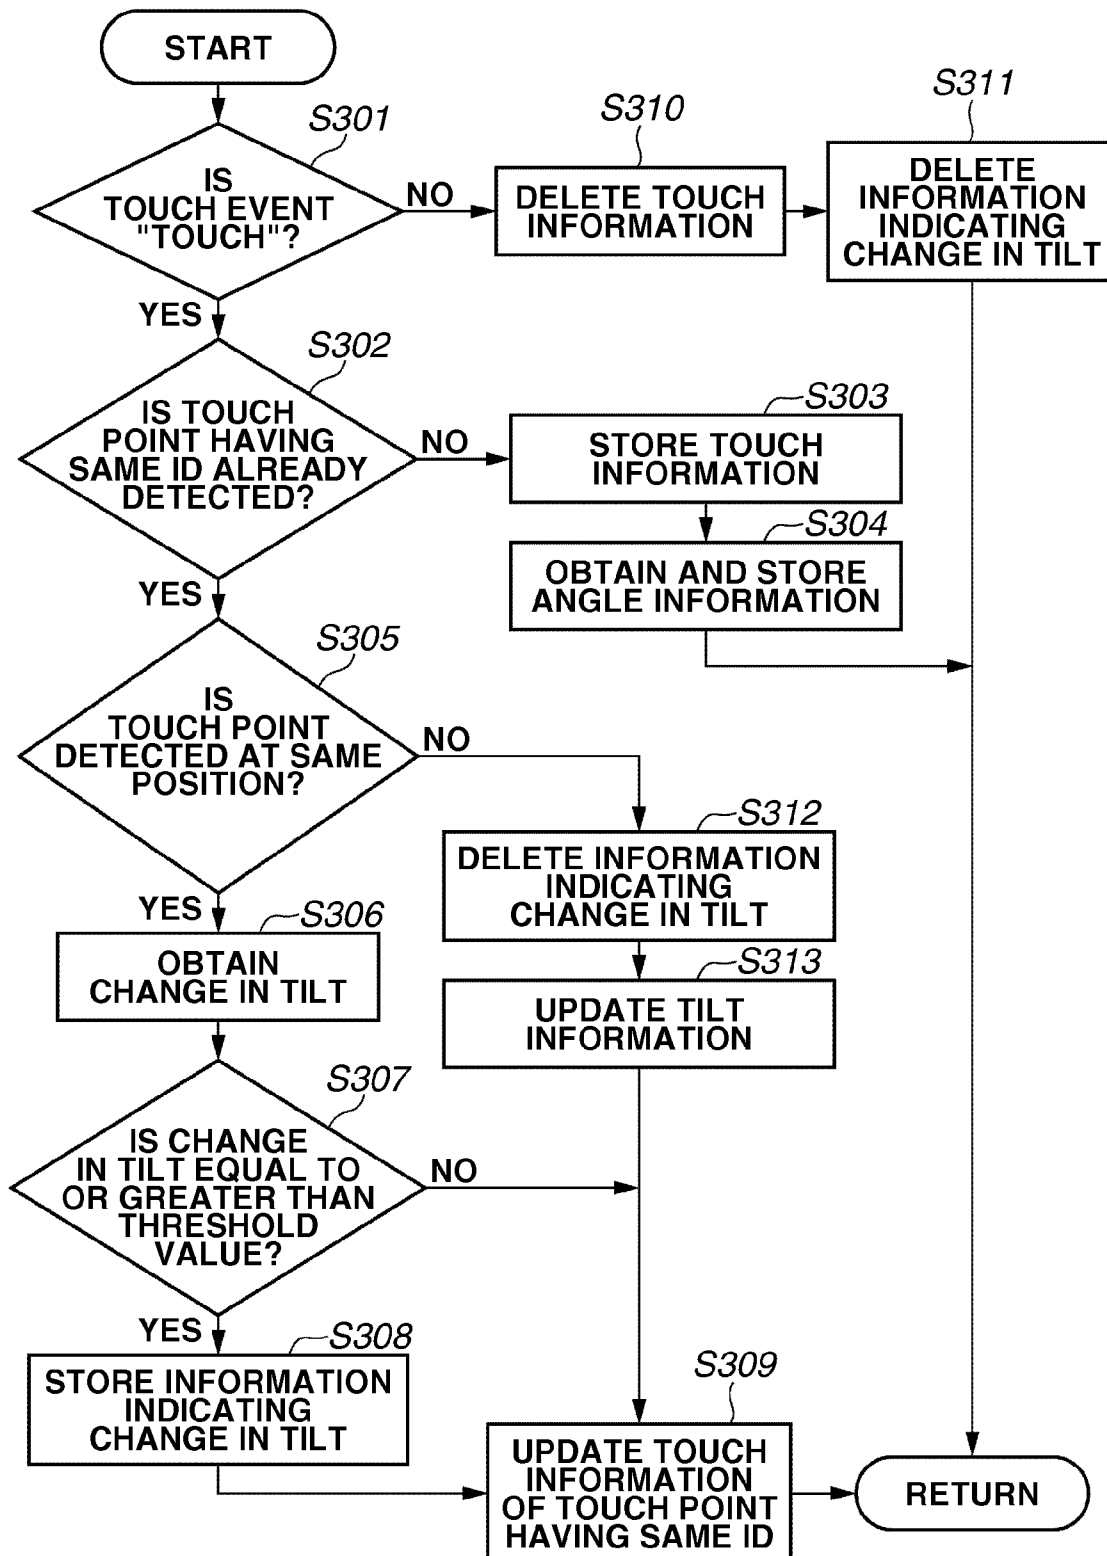 START
S301
IS
TOUCH EVENT
"TOUCH"?
NO
S310
DELETE TOUCH
INFORMATION
S311
DELETE
INFORMATION
INDICATING
CHANGE IN TILT
YES
S302
IS TOUCH
POINT HAVING
SAME ID ALREADY
DETECTED?
NO
S303
STORE TOUCH
INFORMATION
S304
OBTAIN AND STORE
ANGLE INFORMATION
YES
S305
IS
TOUCH POINT
DETECTED AT SAME
POSITION?
NO
S312
DELETE INFORMATION
INDICATING
CHANGE IN TILT
S313
UPDATE TILT
INFORMATION
YES
S306
OBTAIN
CHANGE IN TILT
S307
IS CHANGE
IN TILT EQUAL TO
OR GREATER THAN
THRESHOLD
VALUE?
NO
YES
S308
STORE INFORMATION
INDICATING
CHANGE IN TILT
S309
UPDATE TOUCH
INFORMATION
OF TOUCH POINT
HAVING SAME ID
RETURN